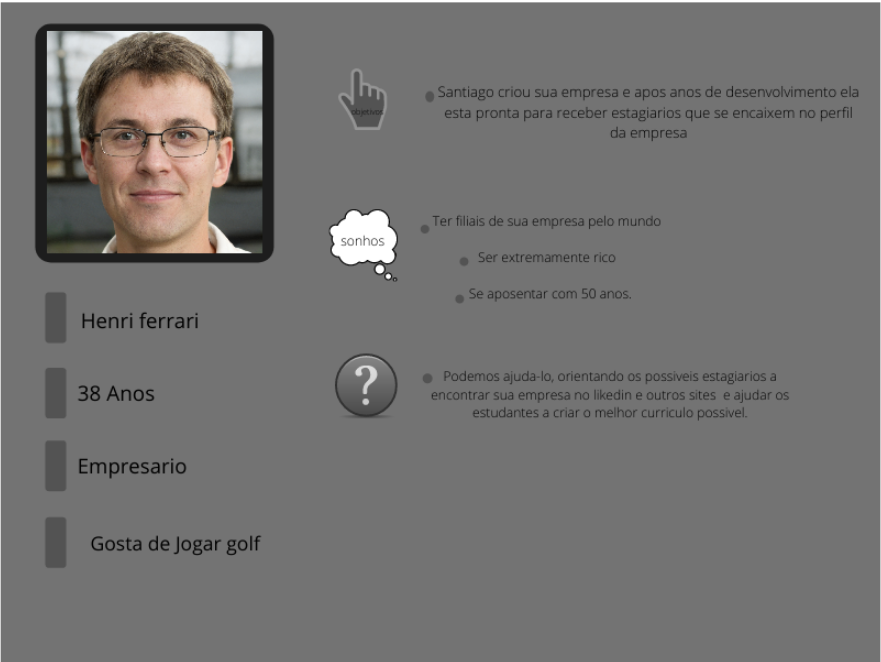 Henri ferrari
38 Anos
Empresario
Gosta de Jogar golf
objetivos
Santiago criou sua empresa e apos anos de desenvolvimento ela
esta pronta para receber estagiarios que se encaixem no perfil
da empresa
sonhos
Ter filiais de sua empresa pelo mundo
Ser extremamente rico
Se aposentar com 50 anos.
?
Podemos ajuda-lo, orientando os possiveis estagiarios a
encontrar sua empresa no likedin e outros sites e ajudar os
estudantes a criar o melhor curriculo possivel.